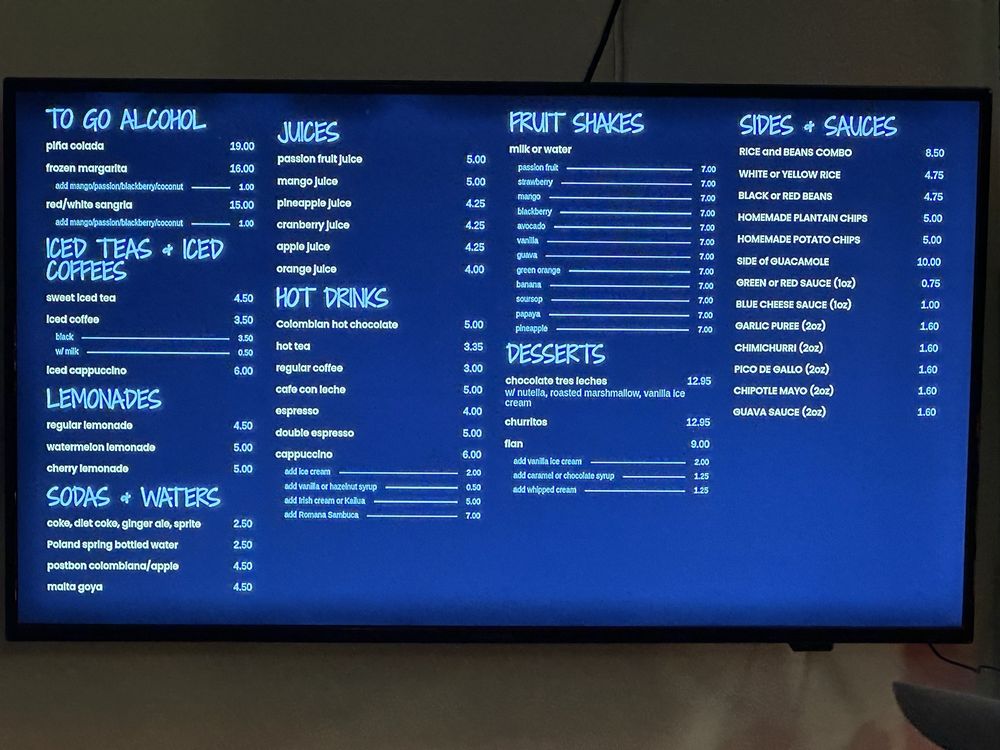 TO GO ALCOHOL
piña colada 19.00
frozen margarita 16.00
add mango/passion/blackberry/coconut 1.00
red/white sangria 15.00
add mango/passion/blackberry/coconut 1.00
ICED TEAS & ICED
COFFEES
sweet iced tea 4.50
iced coffee 3.50
black 3.50
w/ milk 0.50
iced cappuccino 6.00
LEMONADES
regular lemonade 4.50
watermelon lemonade 5.00
cherry lemonade 5.00
SODAS & WATERS
coke, diet coke, ginger ale, sprite 2.50
Poland spring bottled water 2.50
postbon colombiana/apple 4.50
malta goya 4.50
JUICES
passion fruit juice 5.00
mango juice 5.00
pineapple juice 4.25
cranberry juice 4.25
apple juice 4.25
orange juice 4.00
HOT DRINKS
Colombian hot chocolate 5.00
hot tea 3.35
regular coffee 3.00
cafe con leche 5.00
espresso 4.00
double espresso 5.00
cappuccino 6.00
add ice cream 2.00
add vanilla or hazelnut syrup 0.50
add Irish cream or Kailua 5.00
add Romana Sambuca 7.00
FRUIT SHAKES
milk or water
passion fruit 7.00
strawberry 7.00
mango 7.00
blackberry 7.00
avocado 7.00
vanilla 7.00
guava 7.00
green orange 7.00
banana 7.00
soursop 7.00
papaya 7.00
pineapple 7.00
DESSERTS
chocolate tres leches 12.95
w/ nutella, roasted marshmallow, vanilla ice
cream
churritos 12.95
flan 9.00
add vanilla ice cream 2.00
add caramel or chocolate syrup 1.25
add whipped cream 1.25
SIDES & SAUCES
RICE and BEANS COMBO 8.50
WHITE or YELLOW RICE 4.75
BLACK or RED BEANS 4.75
HOMEMADE PLANTAIN CHIPS 5.00
HOMEMADE POTATO CHIPS 5.00
SIDE of GUACAMOLE 10.00
GREEN or RED SAUCE (1oz) 0.75
BLUE CHEESE SAUCE (1oz) 1.00
GARLIC PUREE (2oz) 1.60
CHIMICHURRI (2oz) 1.60
PICO DE GALLO (2oz) 1.60
CHIPOTLE MAYO (2oz) 1.60
GUAVA SAUCE (2oz) 1.60